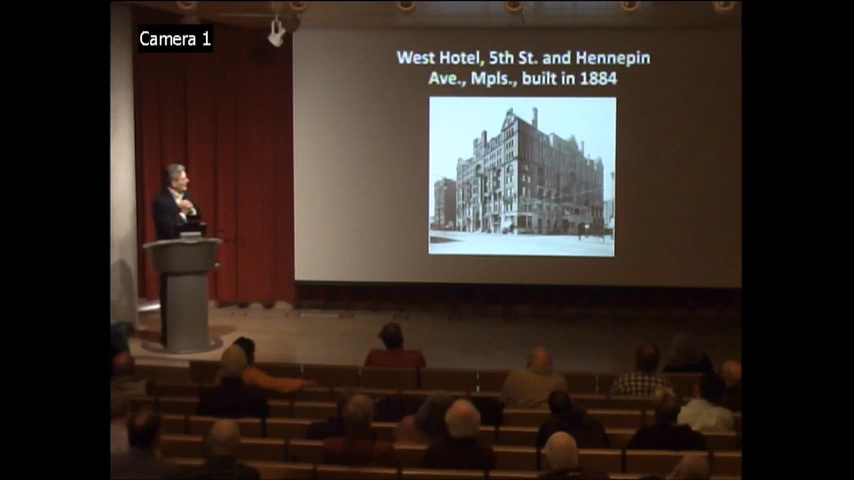 Camera 1
West Hotel, 5th St. and Hennepin
Ave., Mpls., built in 1884